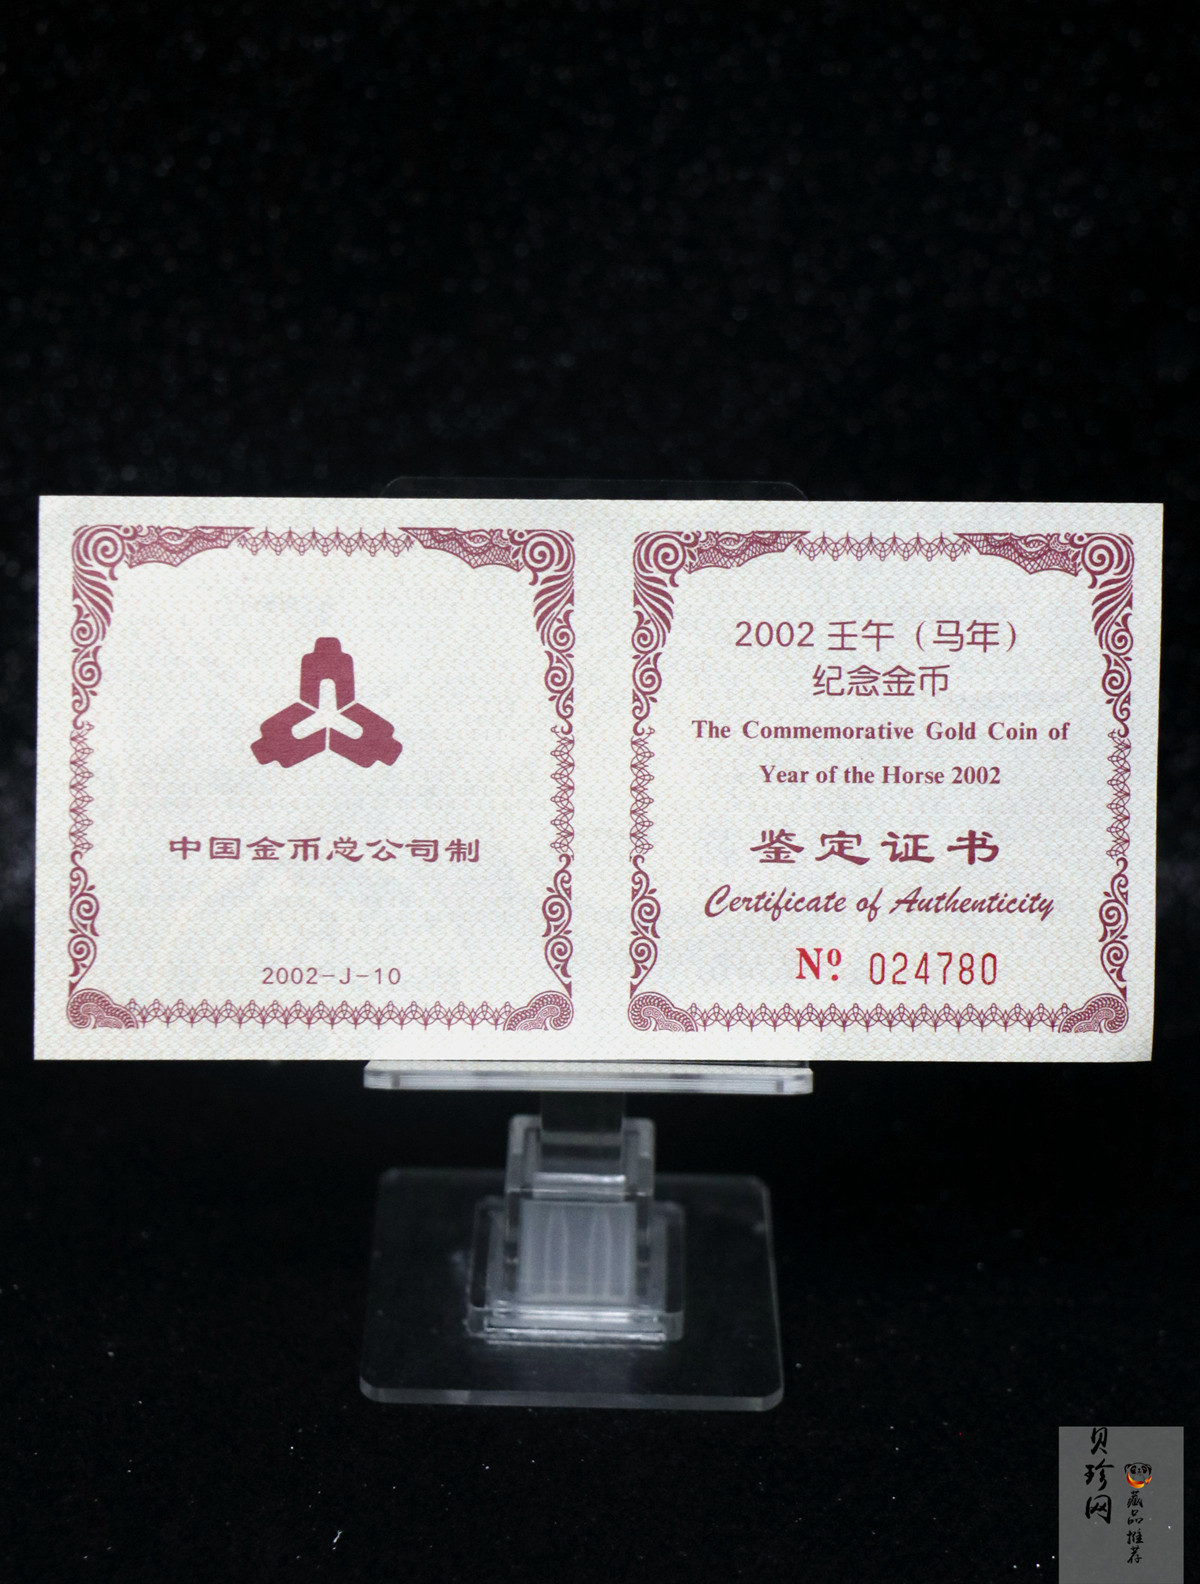 中国金币总公司制
2002-J-10
2002 壬午（马年）
纪念金币
The Commemorative Gold Coin of
Year of the Horse 2002
鉴定证书
Certificate of Authenticity
Nº 024780
贝珍网
藏品推荐